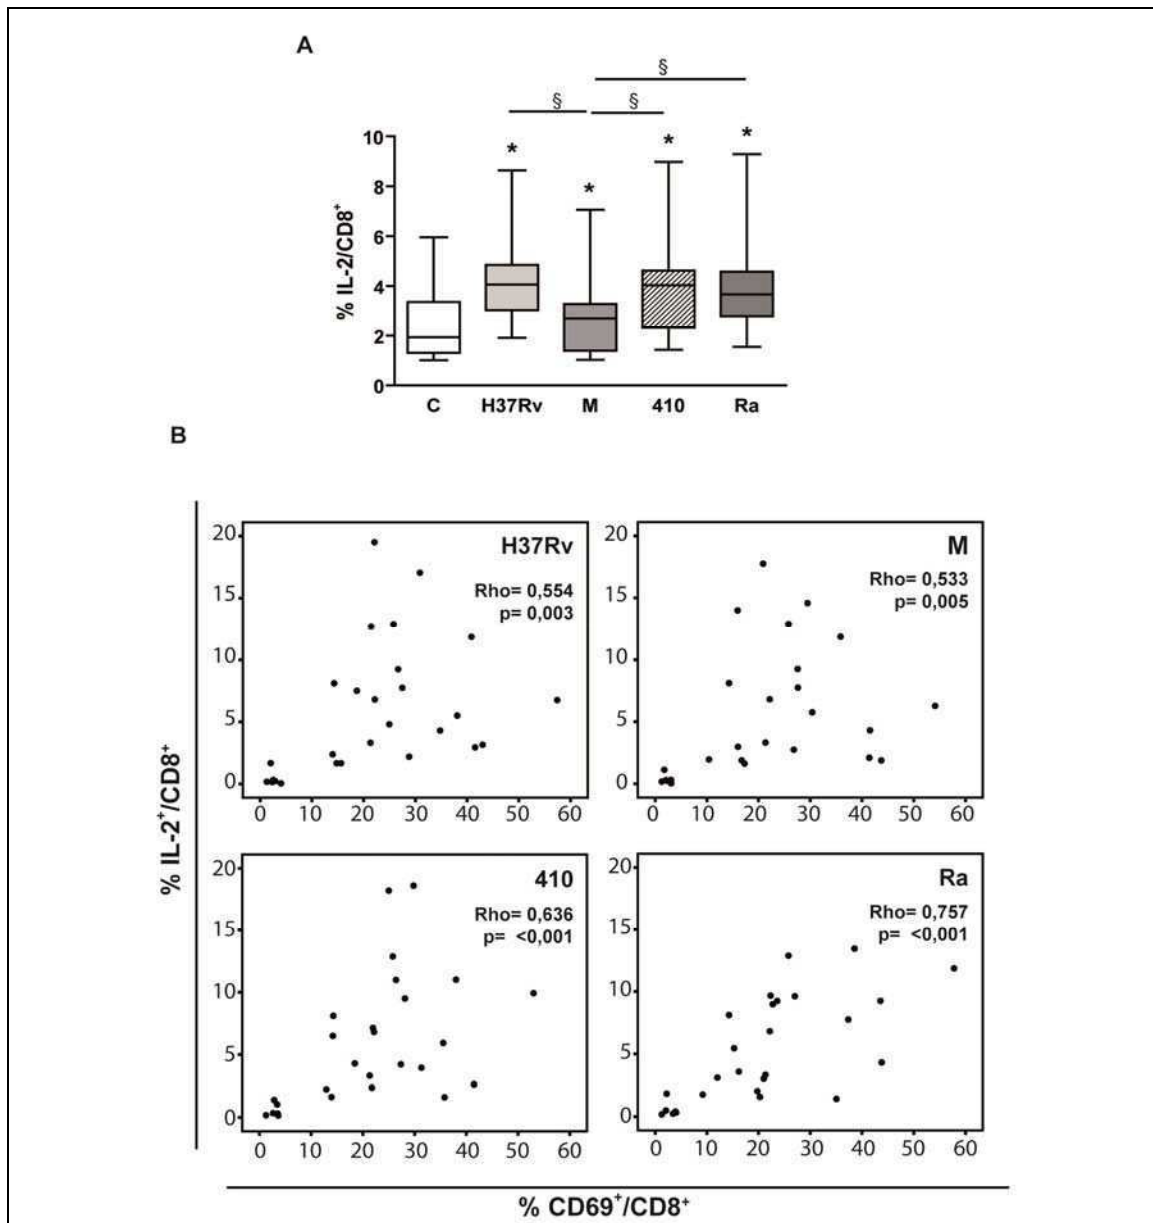 A
§
§ §
* * * *
% IL-2/CD8⁺
10
8
6
4
2
0
C H37Rv M 410 Ra
B
% IL-2⁺/CD8⁺
H37Rv
Rho= 0,554
p= 0,003
20
15
10
5
0
0 10 20 30 40 50 60
M
Rho= 0,533
p= 0,005
20
15
10
5
0
0 10 20 30 40 50 60
410
Rho= 0,636
p= <0,001
20
15
10
5
0
0 10 20 30 40 50 60
Ra
Rho= 0,757
p= <0,001
20
15
10
5
0
0 10 20 30 40 50 60
% CD69⁺/CD8⁺